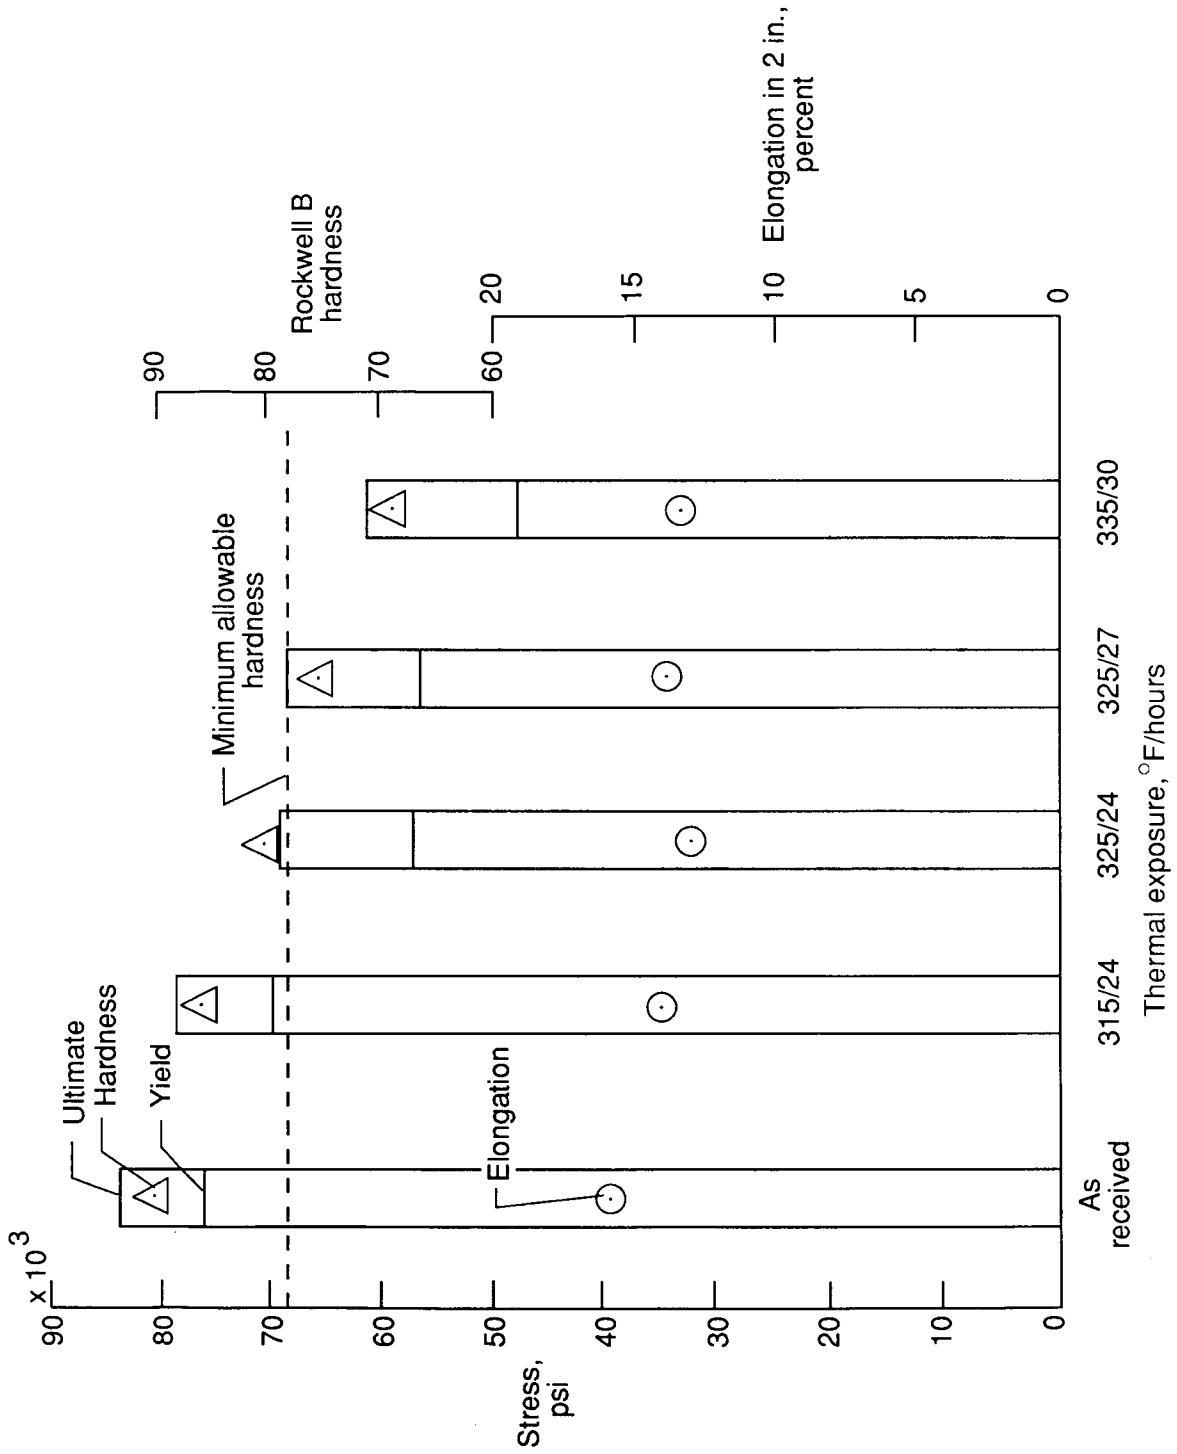 x 10³
90
80
70
60
50
40
30
20
10
0
Stress,
psi
Ultimate
Hardness
Yield
Elongation
Minimum allowable
hardness
Rockwell B
hardness
90
80
70
60
20
15
10
5
0
Elongation in 2 in.,
percent
As
received
315/24
325/24
325/27
335/30
Thermal exposure, °F/hours